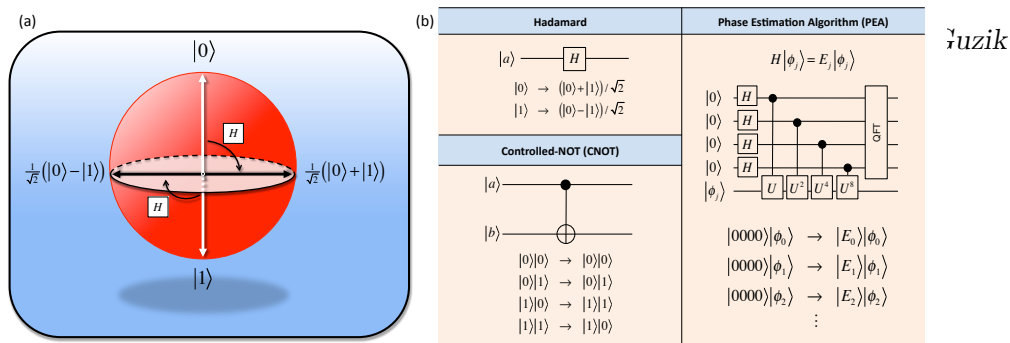 (a)
|0⟩
H
1/√2(|0⟩−|1⟩)
1/√2(|0⟩+|1⟩)
H
|1⟩
(b)
Hadamard
|a⟩ H
|0⟩ → (|0⟩+|1⟩)/√2
|1⟩ → (|0⟩−|1⟩)/√2
Controlled-NOT (CNOT)
|a⟩
|b⟩
|0⟩|0⟩ → |0⟩|0⟩
|0⟩|1⟩ → |0⟩|1⟩
|1⟩|0⟩ → |1⟩|1⟩
|1⟩|1⟩ → |1⟩|0⟩
Phase Estimation Algorithm (PEA)
H|ϕⱼ⟩=Eⱼ|ϕⱼ⟩
|0⟩ H
|0⟩ H
|0⟩ H
|0⟩ H
QFT
|ϕⱼ⟩ U U² U⁴ U⁸
|0000⟩|ϕ₀⟩ → |E₀⟩|ϕ₀⟩
|0000⟩|ϕ₁⟩ → |E₁⟩|ϕ₁⟩
|0000⟩|ϕ₂⟩ → |E₂⟩|ϕ₂⟩
⋮
uzik